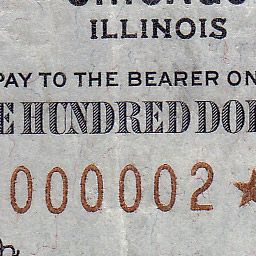 ILLINOIS
PAY TO THE BEARER ON
E HUNDRED DOL
000002★